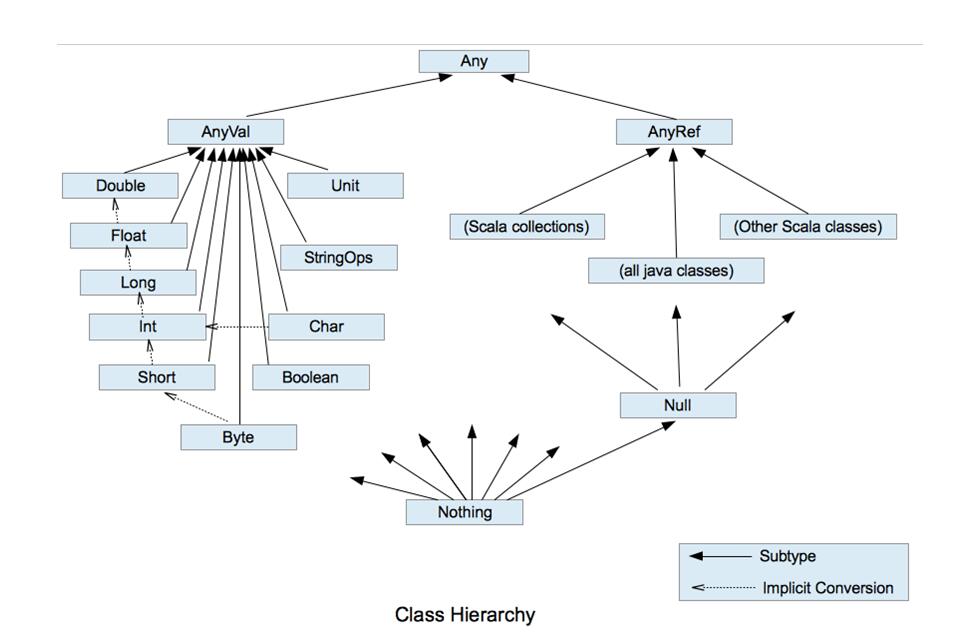 Any
AnyVal
AnyRef
Double
Unit
Float
(Scala collections)
(Other Scala classes)
StringOps
Long
(all java classes)
Int
Char
Short
Boolean
Null
Byte
Nothing
Subtype
Implicit Conversion
Class Hierarchy